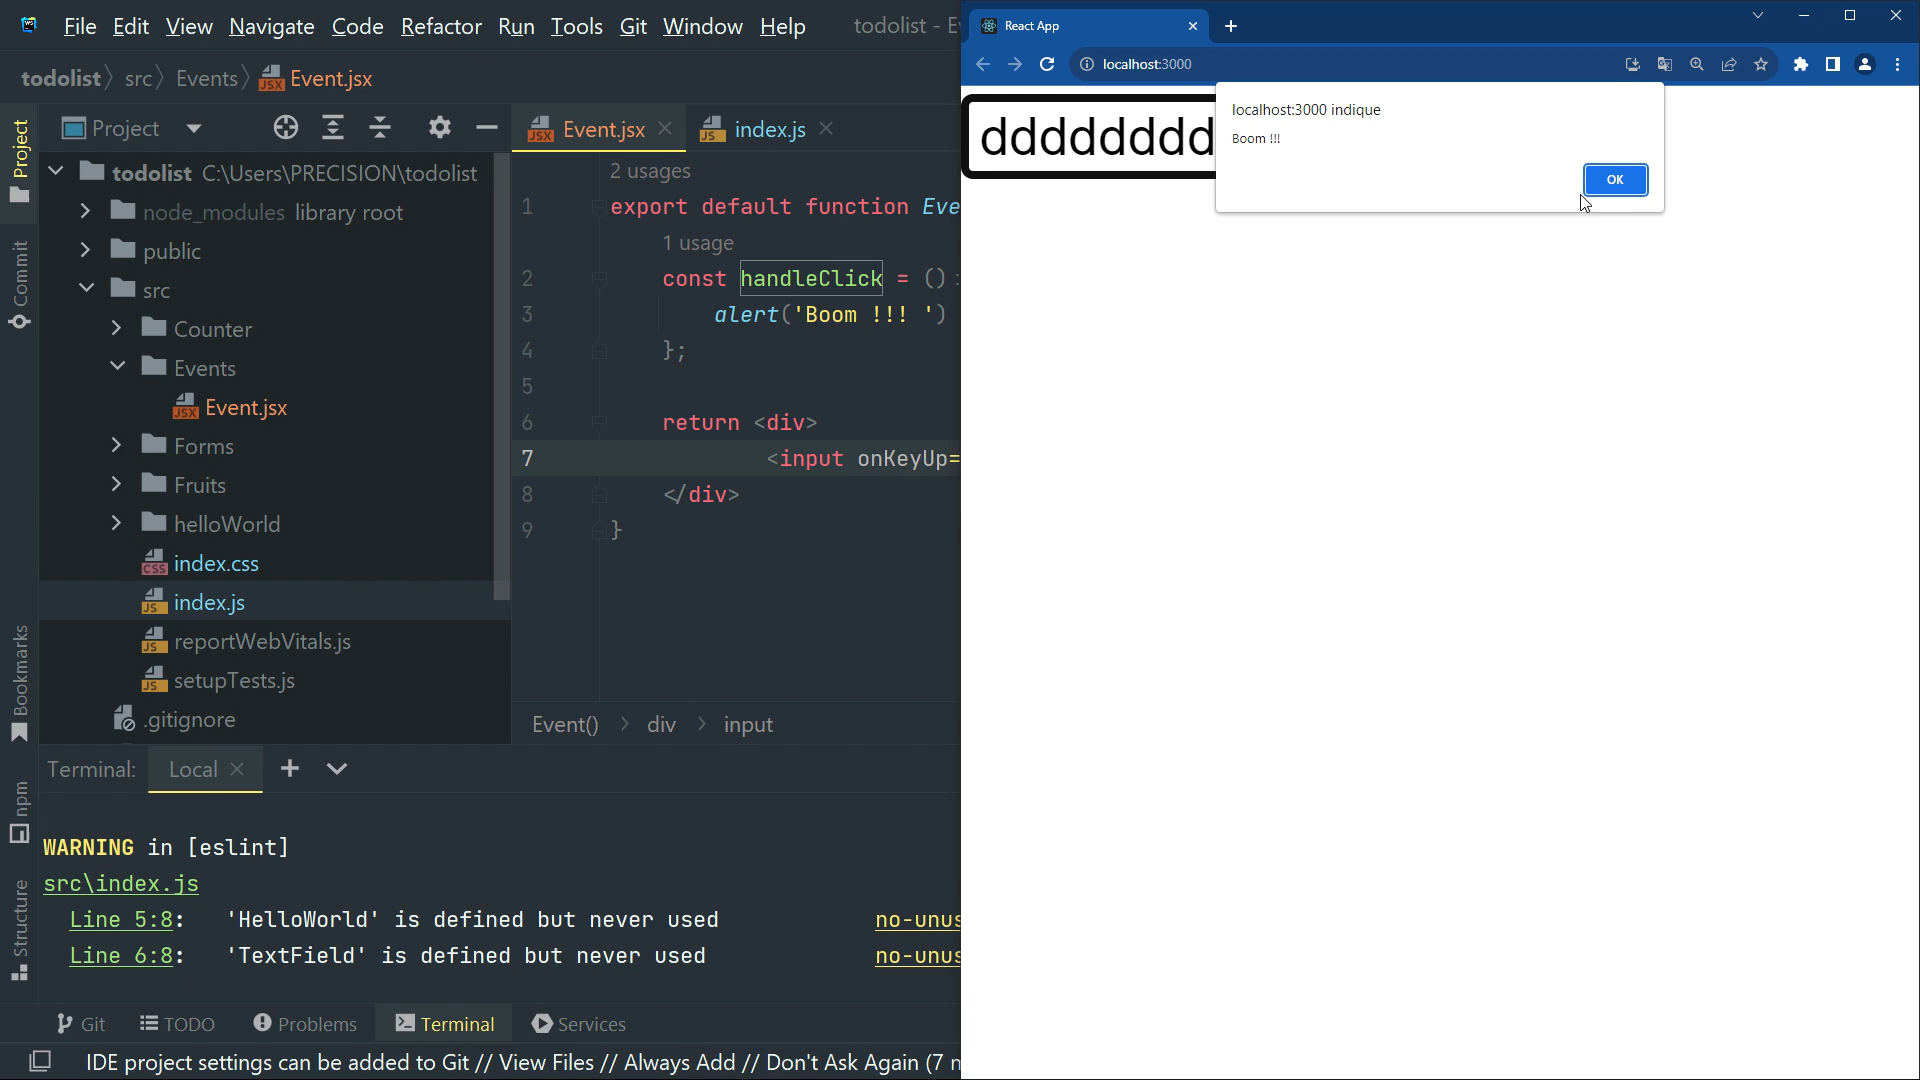 File Edit View Navigate Code Refactor Run Tools Git Window Help todolist -
todolist src Events Event.jsx
Project
Event.jsx index.js
todolist C:\Users\PRECISION\todolist
node_modules library root
public
src
Counter
Events
Event.jsx
Forms
Fruits
helloWorld
index.css
index.js
reportWebVitals.js
setupTests.js
.gitignore
Project
Commit
Bookmarks
npm
Structure
2 usages
1 export default function Eve
1 usage
2 const handleClick = ()
3 alert('Boom !!! ')
4 };
5
6 return <div>
7 <input onKeyUp=
8 </div>
9 }
Event() div input
Terminal: Local
WARNING in [eslint]
src\index.js
Line 5:8: 'HelloWorld' is defined but never used no-unus
Line 6:8: 'TextField' is defined but never used no-unus
Git TODO Problems Terminal Services
IDE project settings can be added to Git // View Files // Always Add // Don't Ask Again (7 m
React App
localhost:3000
dddddddd
localhost:3000 indique
Boom !!!
OK